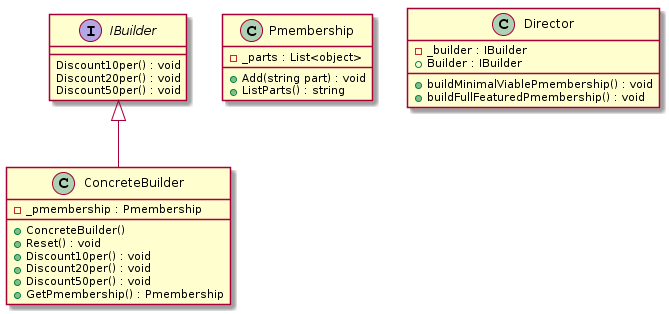 I IBuilder
Discount10per() : void
Discount20per() : void
Discount50per() : void
C Pmembership
_parts : List<object>
Add(string part) : void
ListParts() : string
C Director
_builder : IBuilder
Builder : IBuilder
buildMinimalViablePmembership() : void
buildFullFeaturedPmembership() : void
C ConcreteBuilder
_pmembership : Pmembership
ConcreteBuilder()
Reset() : void
Discount10per() : void
Discount20per() : void
Discount50per() : void
GetPmembership() : Pmembership